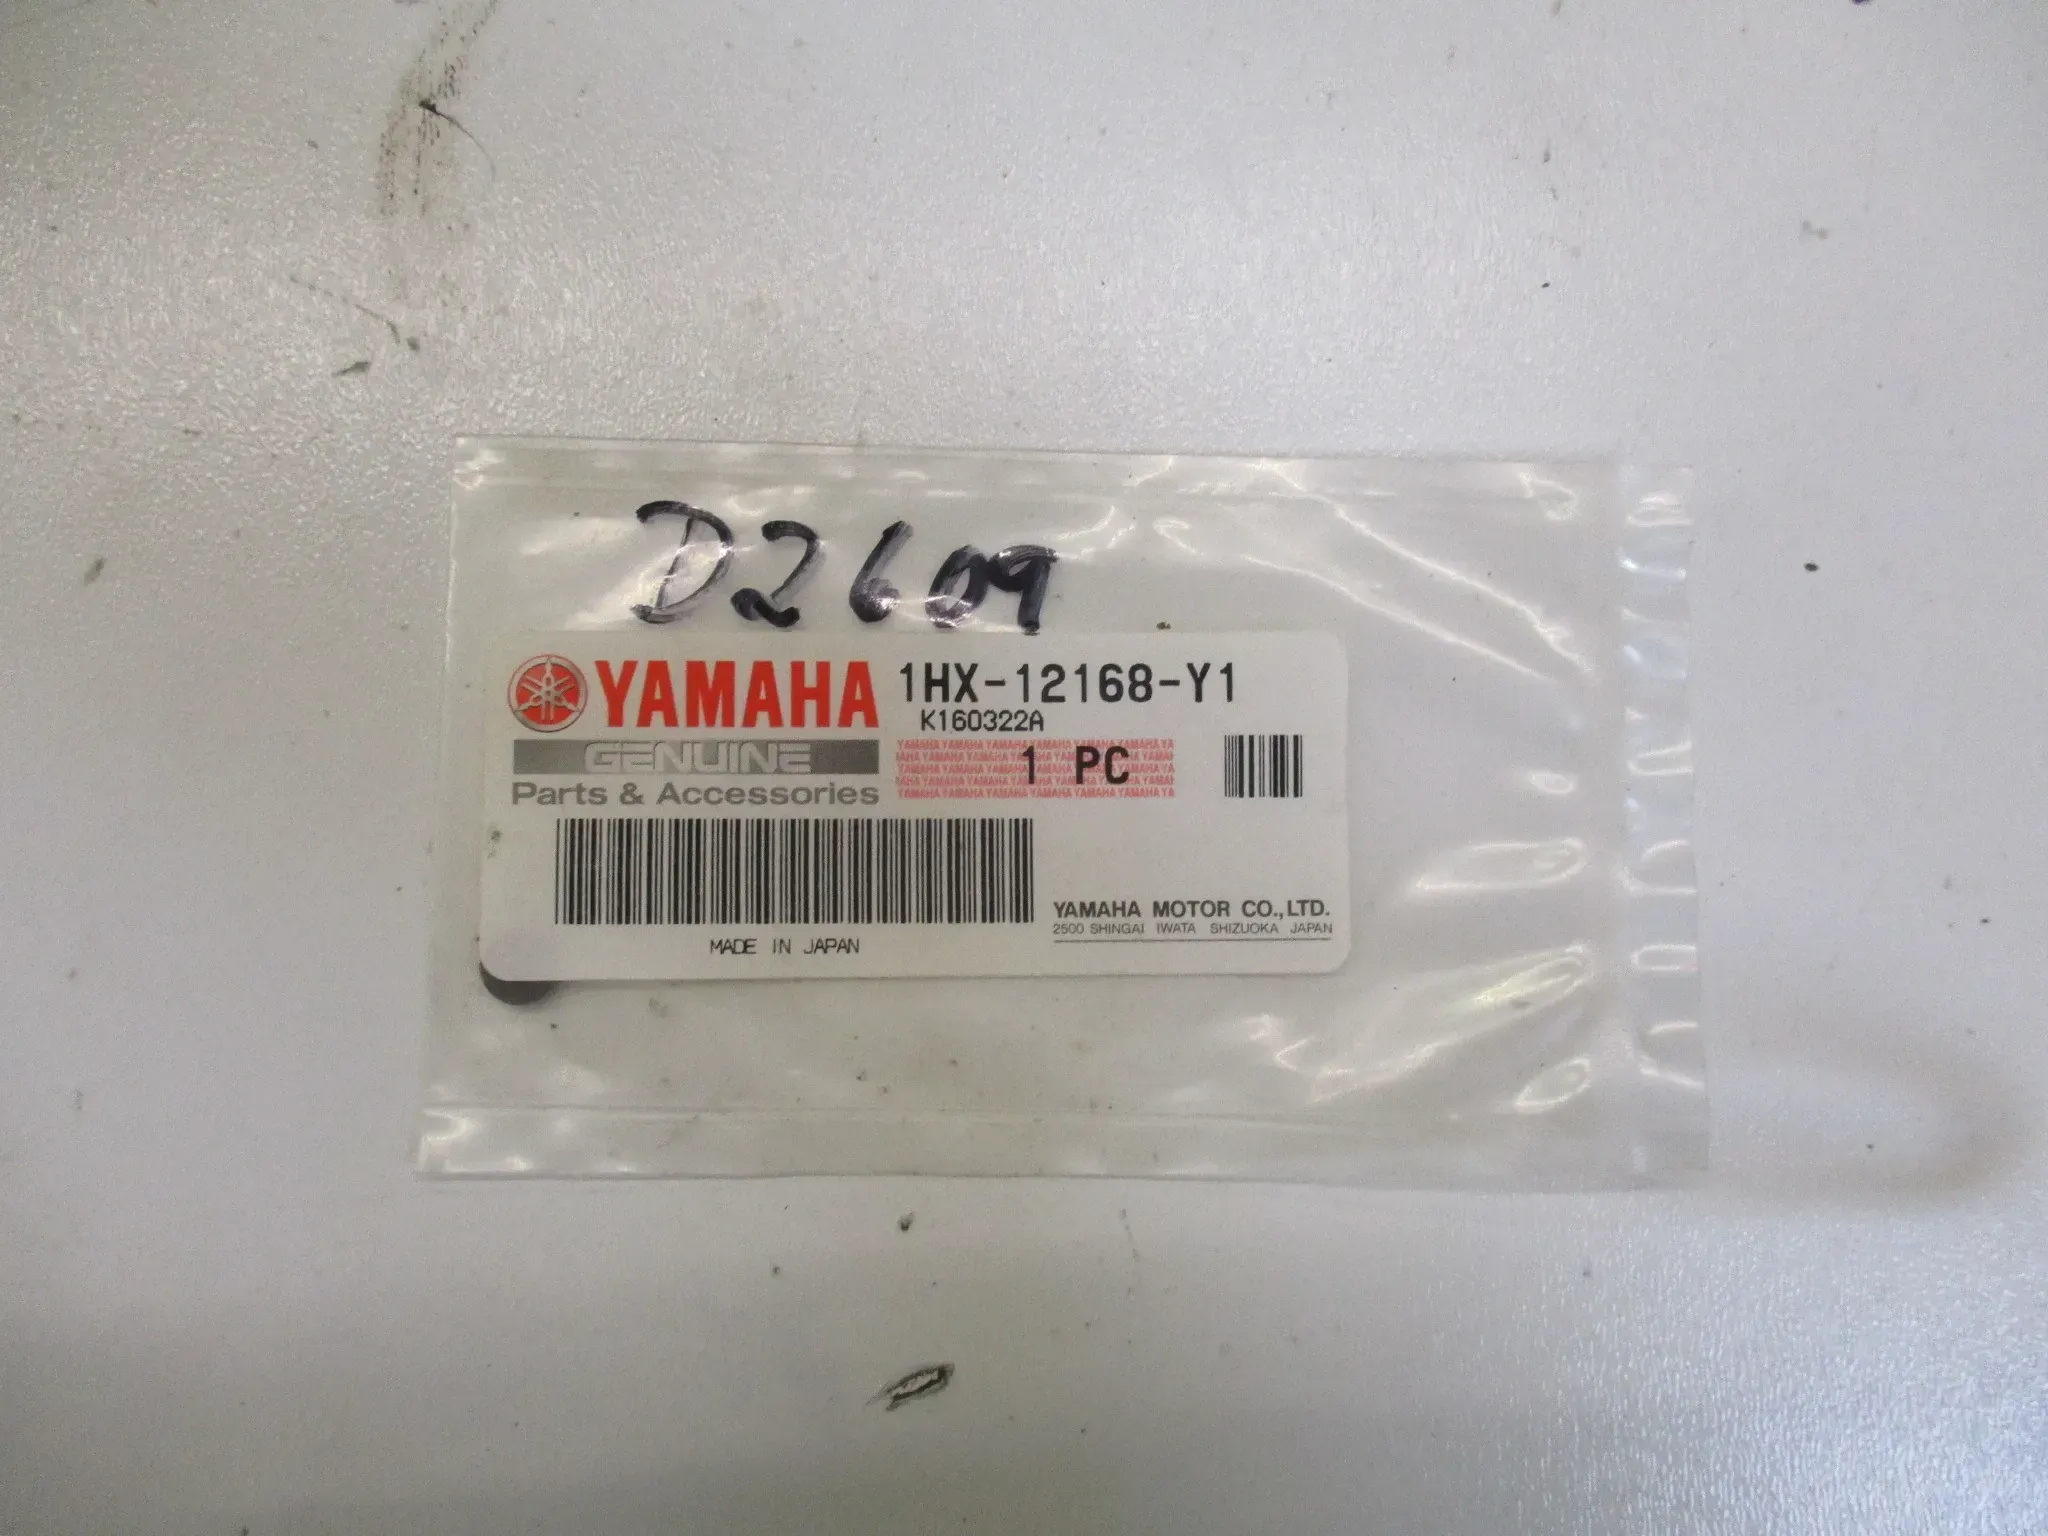 D2609
YAMAHA 1HX-12168-Y1
K160322A
GENUINE
1 PC
Parts & Accessories
MADE IN JAPAN
YAMAHA MOTOR CO.,LTD.
2500 SHINGAI IWATA SHIZUOKA JAPAN